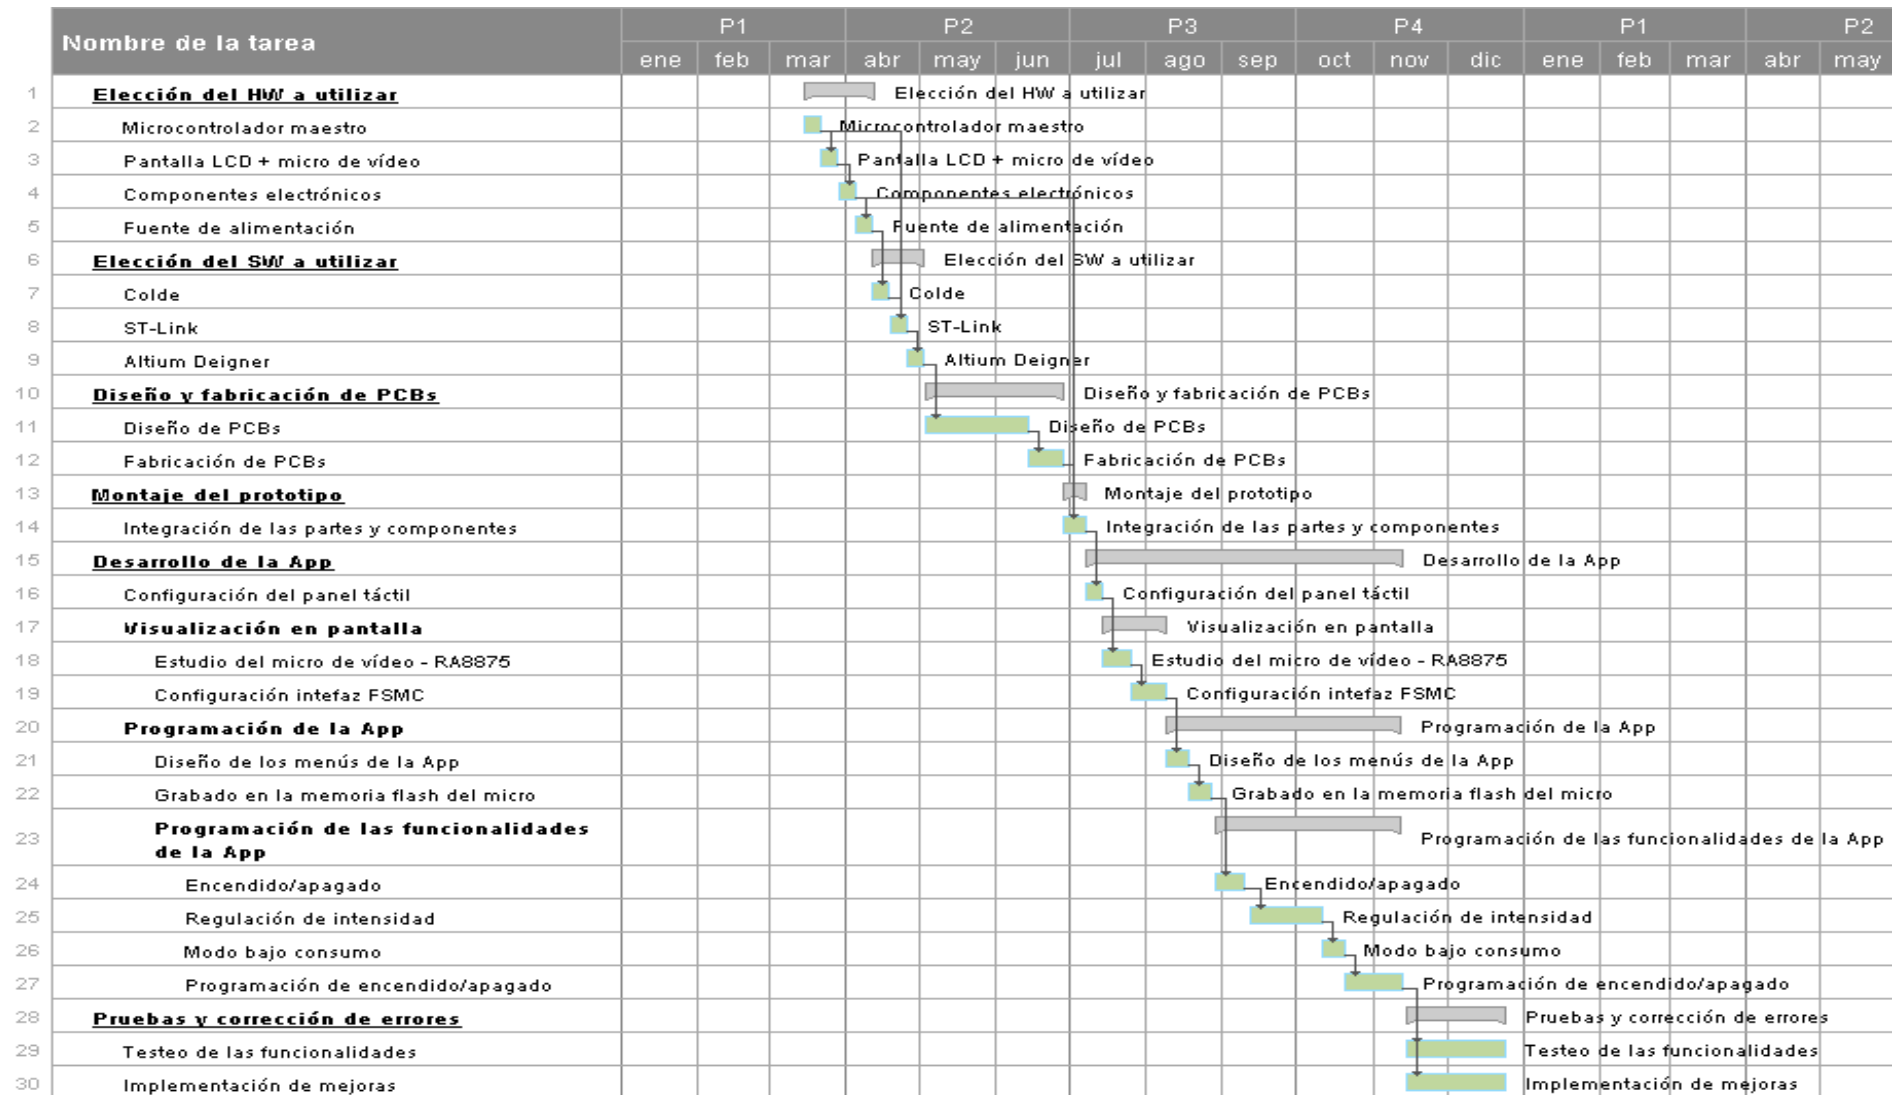 Nombre de la tarea
P1 P2 P3 P4 P1 P2
ene feb mar abr may jun jul ago sep oct nov dic ene feb mar abr may
1 Elección del HW a utilizar Elección del HW a utilizar
2 Microcontrolador maestro Microcontrolador maestro
3 Pantalla LCD + micro de vídeo Pantalla LCD + micro de vídeo
4 Componentes electrónicos Componentes electrónicos
5 Fuente de alimentación Fuente de alimentación
6 Elección del SW a utilizar Elección del SW a utilizar
7 Colde Colde
8 ST-Link ST-Link
9 Altium Deigner Altium Deigner
10 Diseño y fabricación de PCBs Diseño y fabricación de PCBs
11 Diseño de PCBs Diseño de PCBs
12 Fabricación de PCBs Fabricación de PCBs
13 Montaje del prototipo Montaje del prototipo
14 Integración de las partes y componentes Integración de las partes y componentes
15 Desarrollo de la App Desarrollo de la App
16 Configuración del panel táctil Configuración del panel táctil
17 Visualización en pantalla Visualización en pantalla
18 Estudio del micro de vídeo - RA8875 Estudio del micro de vídeo - RA8875
19 Configuración intefaz FSMC Configuración intefaz FSMC
20 Programación de la App Programación de la App
21 Diseño de los menús de la App Diseño de los menús de la App
22 Grabado en la memoria flash del micro Grabado en la memoria flash del micro
23 Programación de las funcionalidades
de la App Programación de las funcionalidades de la App
24 Encendido/apagado Encendido/apagado
25 Regulación de intensidad Regulación de intensidad
26 Modo bajo consumo Modo bajo consumo
27 Programación de encendido/apagado Programación de encendido/apagado
28 Pruebas y corrección de errores Pruebas y corrección de errores
29 Testeo de las funcionalidades Testeo de las funcionalidades
30 Implementación de mejoras Implementación de mejoras